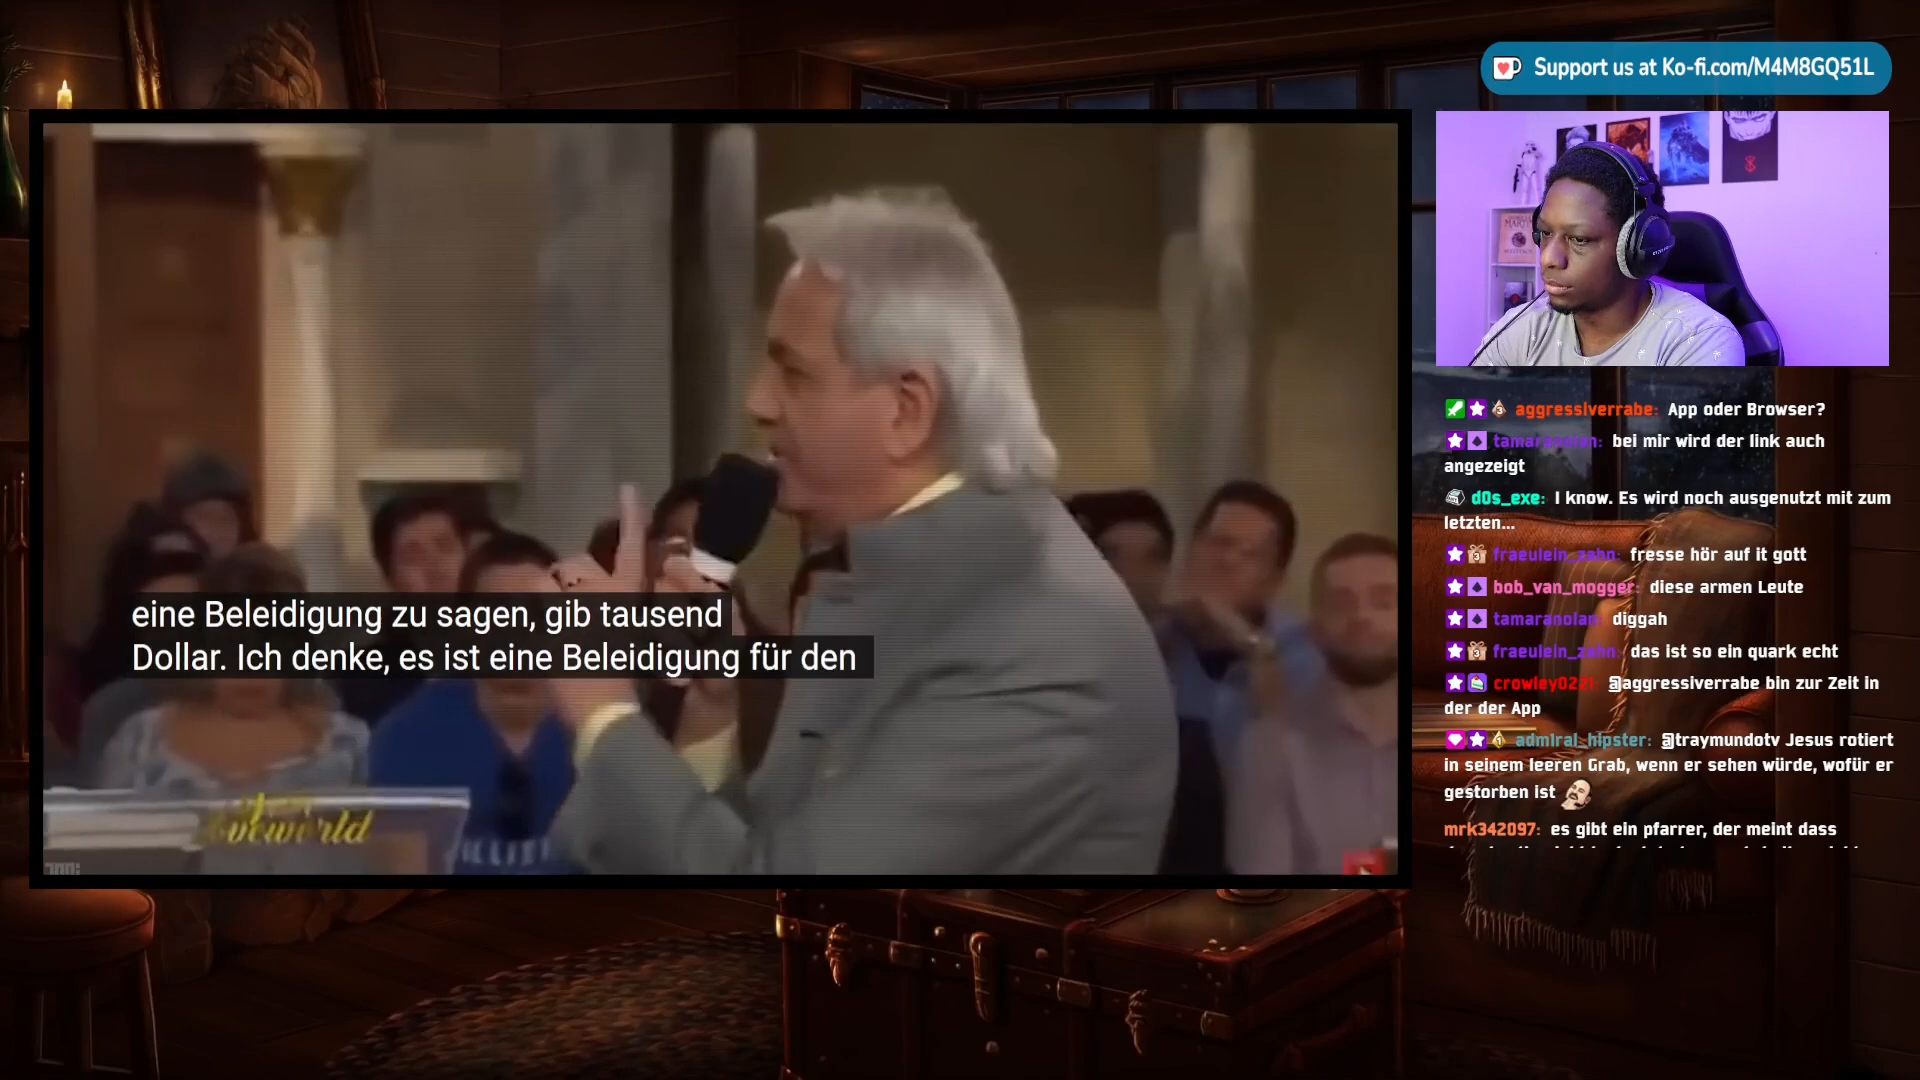 Support us at Ko-fi.com/M4M8GQ51L
eine Beleidigung zu sagen, gib tausend
Dollar. Ich denke, es ist eine Beleidigung für den
aggressiverrabe: App oder Browser?
tamaranolan: bei mir wird der link auch
angezeigt
d0s_exe: I know. Es wird noch ausgenutzt mit zum
letzten...
fraeulein_zahn: fresse hör auf it gott
bob_van_mogger: diese armen Leute
tamaranolan: diggah
fraeulein_zahn: das ist so ein quark echt
@aggressiverrabe bin zur Zeit in
der der App
admiral_hipster: @traymundotv Jesus rotiert
in seinem leeren Grab, wenn er sehen würde, wofür er
gestorben ist
mrk342097: es gibt ein pfarrer, der meint dass